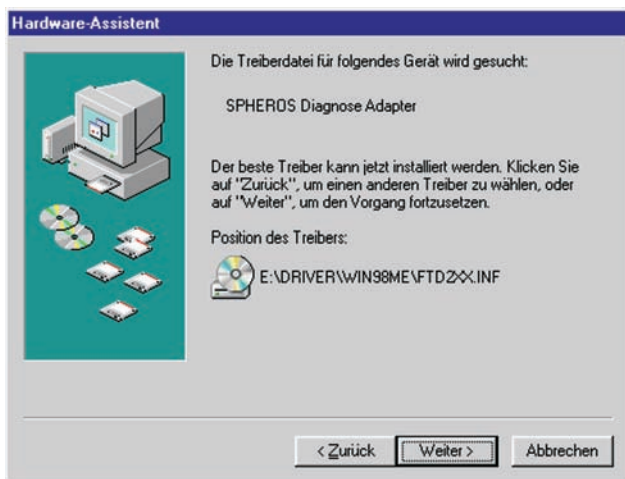 Hardware-Assistent
Die Treiberdatei für folgendes Gerät wird gesucht:
SPHEROS Diagnose Adapter
Der beste Treiber kann jetzt installiert werden. Klicken Sie
auf "Zurück", um einen anderen Treiber zu wählen, oder
auf "Weiter", um den Vorgang fortzusetzen.
Position des Treibers:
E:\DRIVER\WIN98ME\FTD2XX.INF
< Zurück Weiter > Abbrechen